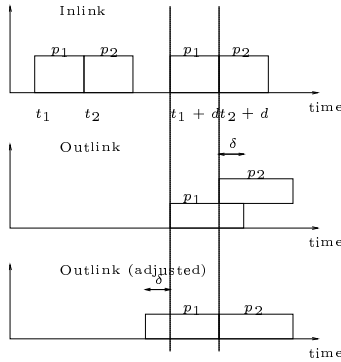 Inlink
p1 p2 p1 p2
time
t1 t2 t1 + d t2 + d
Outlink
δ
p2
p1
time
Outlink (adjusted)
δ
p1 p2
time